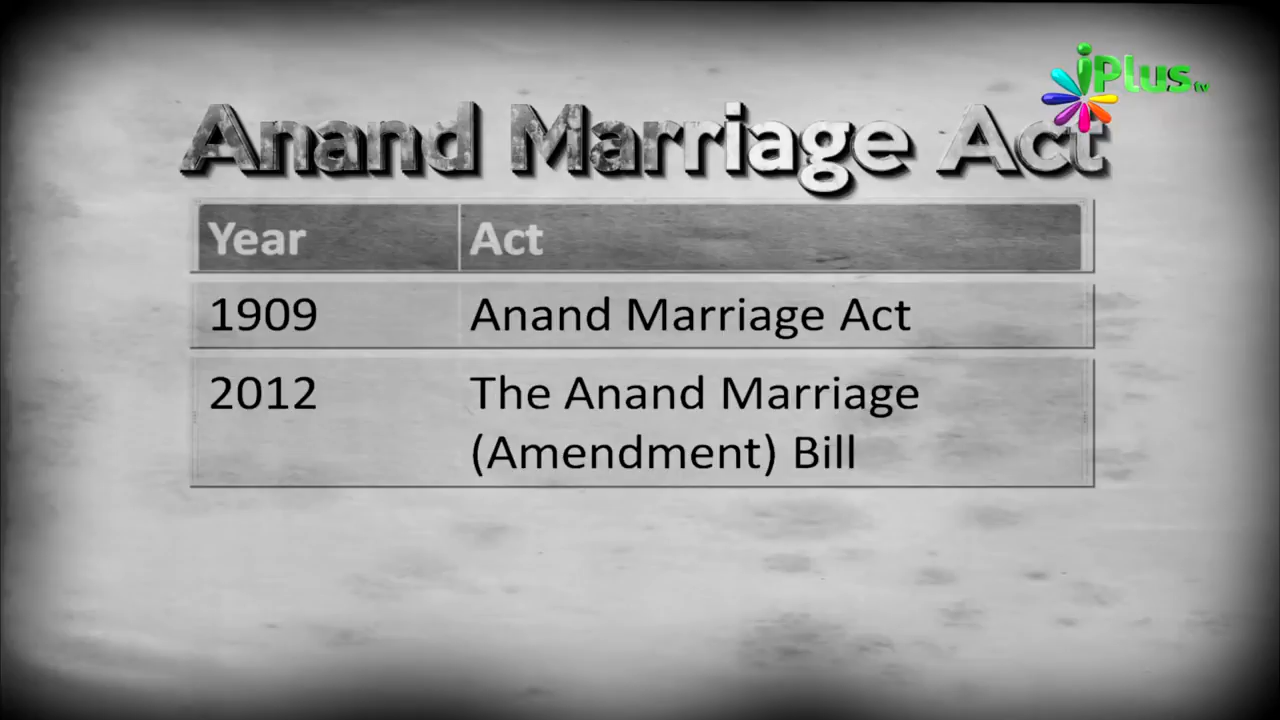 iPlus tv
Anand Marriage Act
Year Act
1909 Anand Marriage Act
2012 The Anand Marriage
(Amendment) Bill